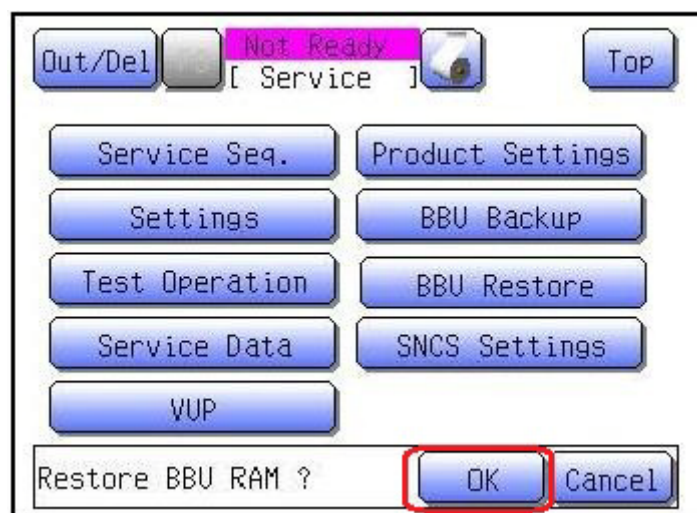 Out/Del
Not Ready
[ Service ]
Top
Service Seq.
Product Settings
Settings
BBU Backup
Test Operation
BBU Restore
Service Data
SNCS Settings
VUP
Restore BBU RAM ?
OK
Cancel